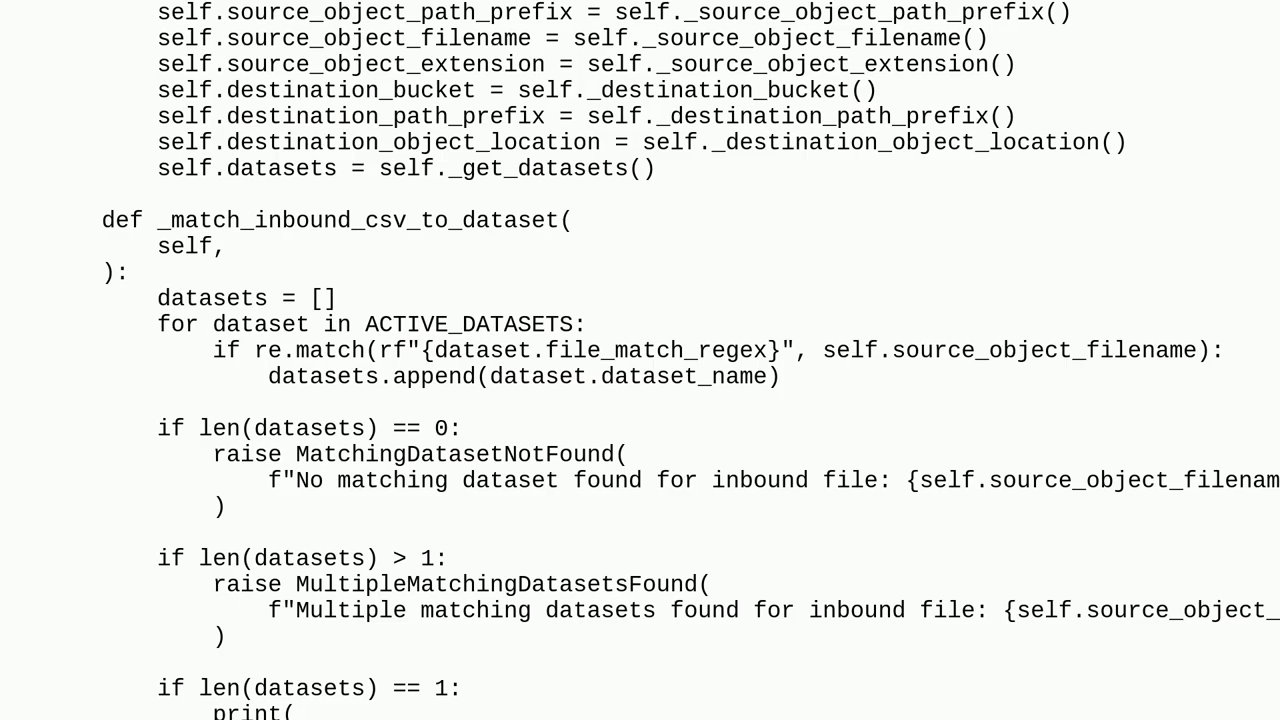 self.source_object_path_prefix = self._source_object_path_prefix()
self.source_object_filename = self._source_object_filename()
self.source_object_extension = self._source_object_extension()
self.destination_bucket = self._destination_bucket()
self.destination_path_prefix = self._destination_path_prefix()
self.destination_object_location = self._destination_object_location()
self.datasets = self._get_datasets()
def _match_inbound_csv_to_dataset(
self,
):
datasets = []
for dataset in ACTIVE_DATASETS:
if re.match(rf"{dataset.file_match_regex}", self.source_object_filename):
datasets.append(dataset.dataset_name)
if len(datasets) == 0:
raise MatchingDatasetNotFound(
f"No matching dataset found for inbound file: {self.source_object_filenam
)
if len(datasets) > 1:
raise MultipleMatchingDatasetsFound(
f"Multiple matching datasets found for inbound file: {self.source_object_
)
if len(datasets) == 1:
print(